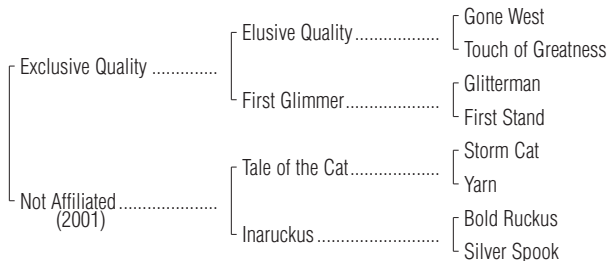 Gone West
Elusive Quality ..................
Touch of Greatness
Exclusive Quality .............
Glitterman
First Glimmer....................
First Stand
Storm Cat
Tale of the Cat...................
Yarn
Not Affiliated ....................
(2001)
Bold Ruckus
Inaruckus ..........................
Silver Spook